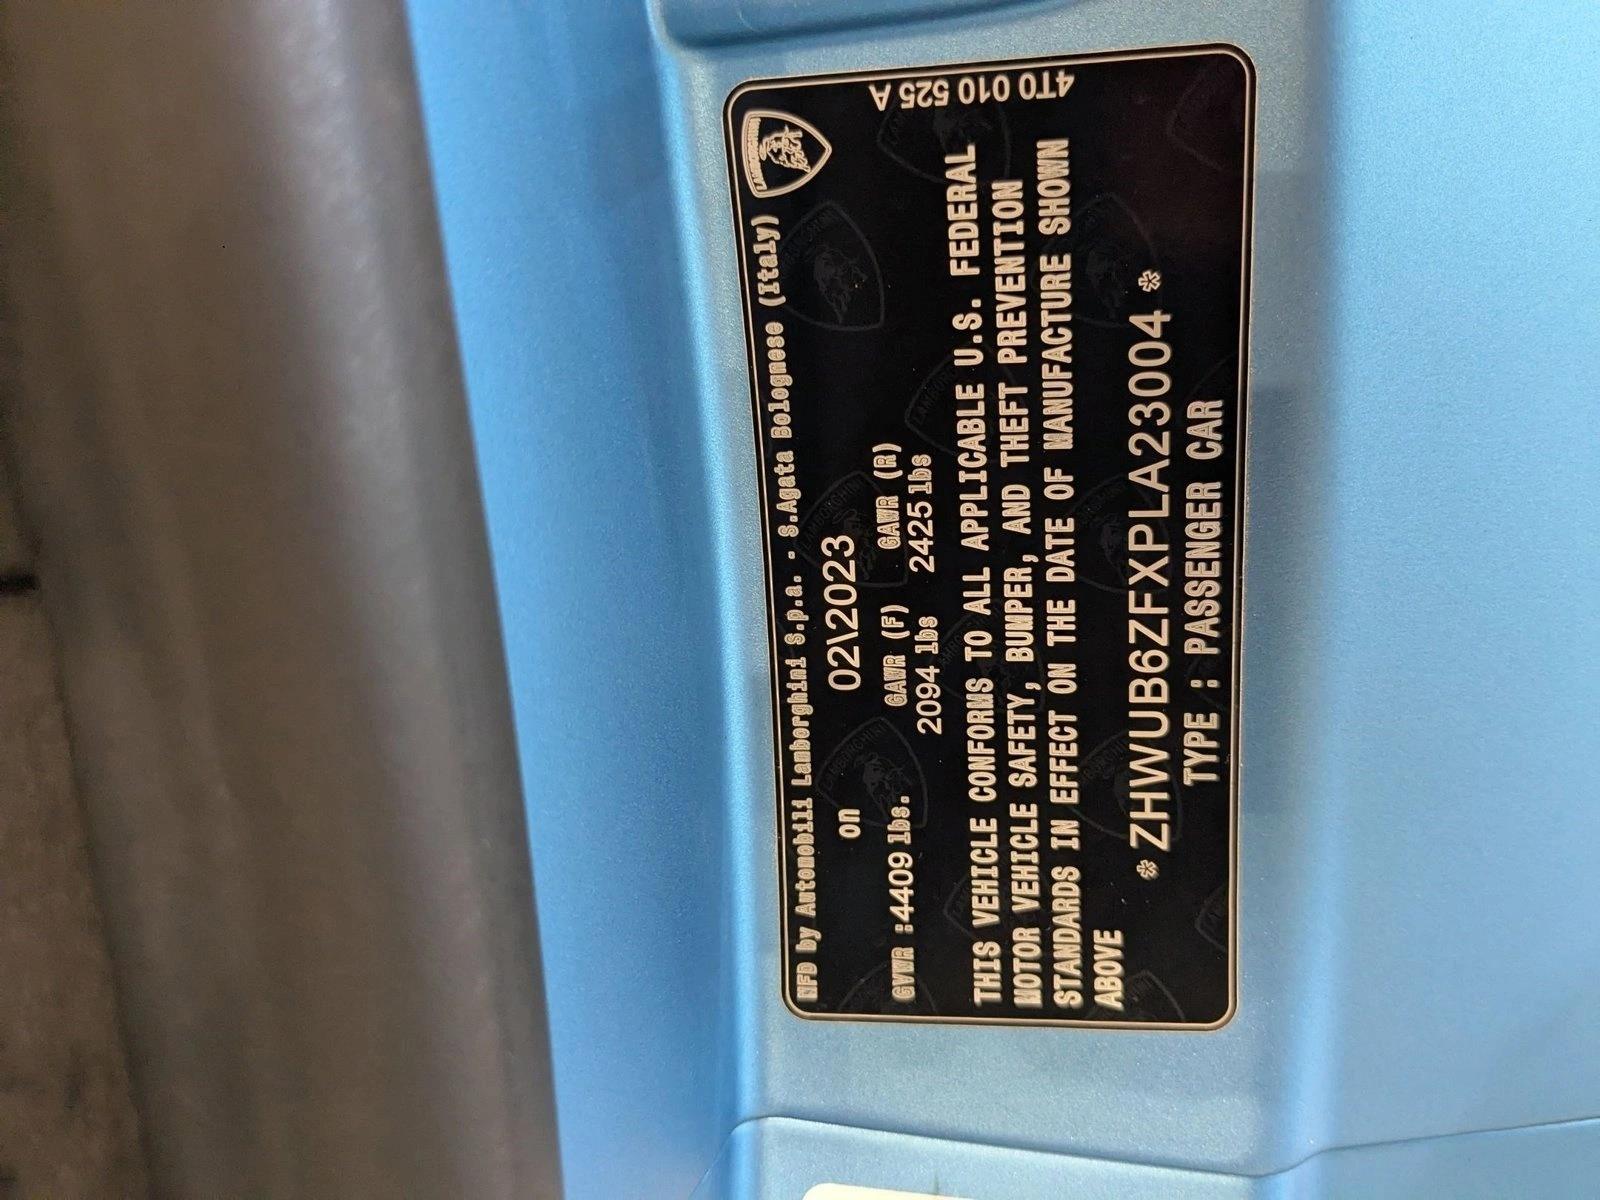 4T0 010 525 A
LAMBORGHINI
MFD by Automobili Lamborghini s.p.a. - S.Agata Bolognese (Italy)
on 02\2023
GVWR :4409 lbs. GAWR (F) GAWR (R)
2094 lbs 2425 lbs
THIS VEHICLE CONFORMS TO ALL APPLICABLE U.S. FEDERAL
MOTOR VEHICLE SAFETY, BUMPER, AND THEFT PREVENTION
STANDARDS IN EFFECT ON THE DATE OF MANUFACTURE SHOWN
ABOVE
* ZHWUB6ZFXPLA23004 *
TYPE : PASSENGER CAR